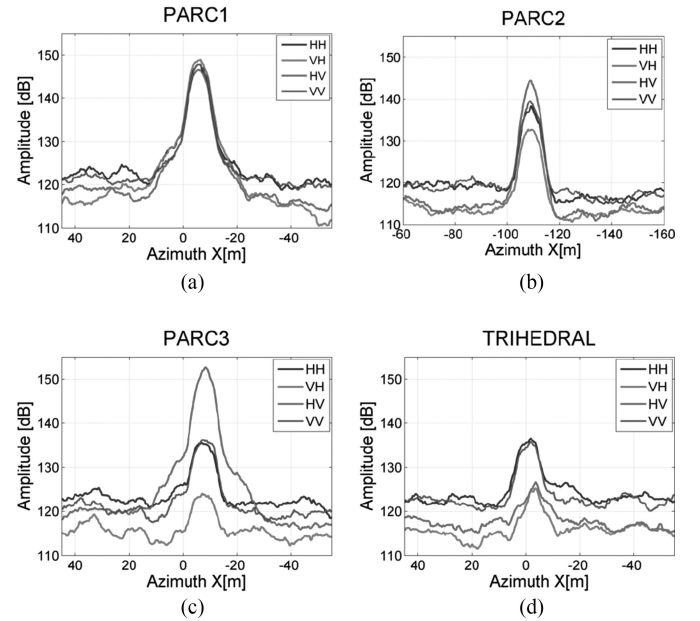 PARC1
HH
VH
HV
VV
Amplitude [dB]
150
140
130
120
110
40 20 0 -20 -40
Azimuth X[m]
(a)
PARC2
HH
VH
HV
VV
Amplitude [dB]
150
140
130
120
110
-60 -80 -100 -120 -140 -160
Azimuth X[m]
(b)
PARC3
HH
VH
HV
VV
Amplitude [dB]
150
140
130
120
110
40 20 0 -20 -40
Azimuth X[m]
(c)
TRIHEDRAL
HH
VH
HV
VV
Amplitude [dB]
150
140
130
120
110
40 20 0 -20 -40
Azimuth X[m]
(d)